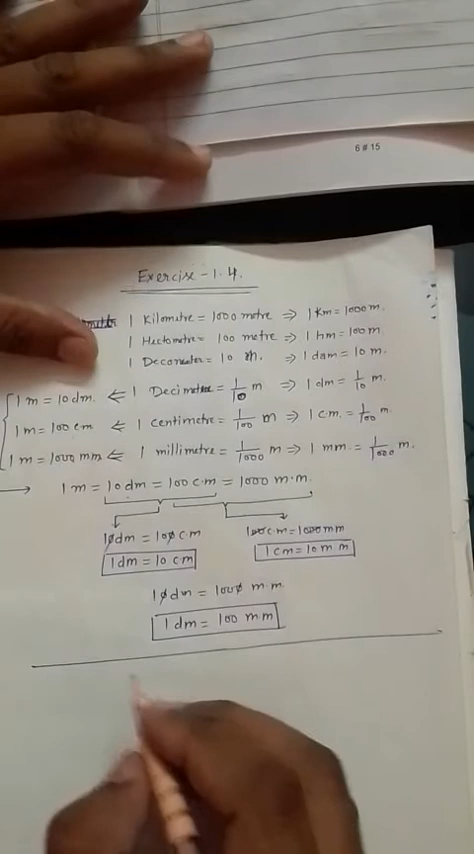 6 # 15
Exercise - 1.4.
1 Kilometre = 1000 metre ⇒ 1 Km = 1000 m.
1 Hectometre = 100 metre ⇒ 1 hm = 100 m.
1 = 10 m. ⇒ 1 dam = 10 m.
1 m = 10 dm. ⇐ 1 Decimetre = 1/10 m ⇒ 1 dm = 1/10 m.
1 m = 100 cm ⇐ 1 centimetre = 1/100 m ⇒ 1 cm. = 1/100 m.
1 m = 1000 mm ⇐ 1 millimetre = 1/1000 m ⇒ 1 mm. = 1/1000 m.
→ 1 m = 10 dm = 100 c.m = 1000 m.m.
10 dm = 100 c.m 100 c.m = 1000 mm
1 dm = 10 cm 1 cm = 10 m m
10 dm = 1000 m.m.
1 dm = 100 m.m